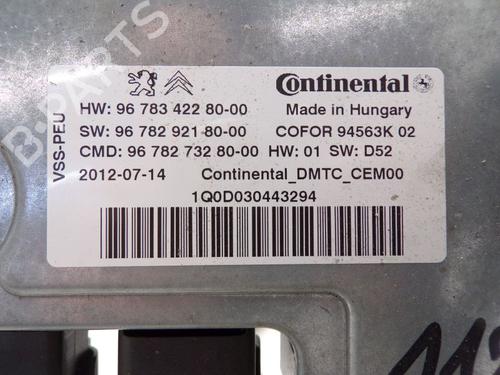 B-PARTS
Continental
HW: 96 783 422 80-00 Made in Hungary
SW: 96 782 921 80-00 COFOR 94563K 02
CMD: 96 782 732 80-00 HW: 01 SW: D52
2012-07-14 Continental_DMTC_CEM00
1Q0D030443294
VSS-PEU